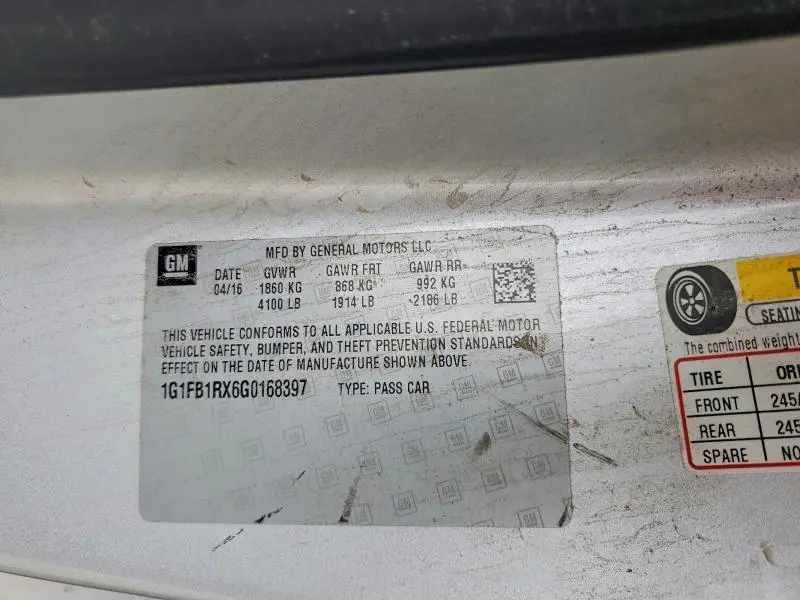 GM
MFD BY GENERAL MOTORS LLC
DATE GVWR GAWR FRT GAWR RR
04/16 1860 KG 868 KG 992 KG
4100 LB 1914 LB 2186 LB
THIS VEHICLE CONFORMS TO ALL APPLICABLE U.S. FEDERAL MOTOR
VEHICLE SAFETY, BUMPER, AND THEFT PREVENTION STANDARDS IN
EFFECT ON THE DATE OF MANUFACTURE SHOWN ABOVE.
1G1FB1RX6G0168397 TYPE: PASS CAR
The combined
TIRE
FRONT
REAR
SPARE